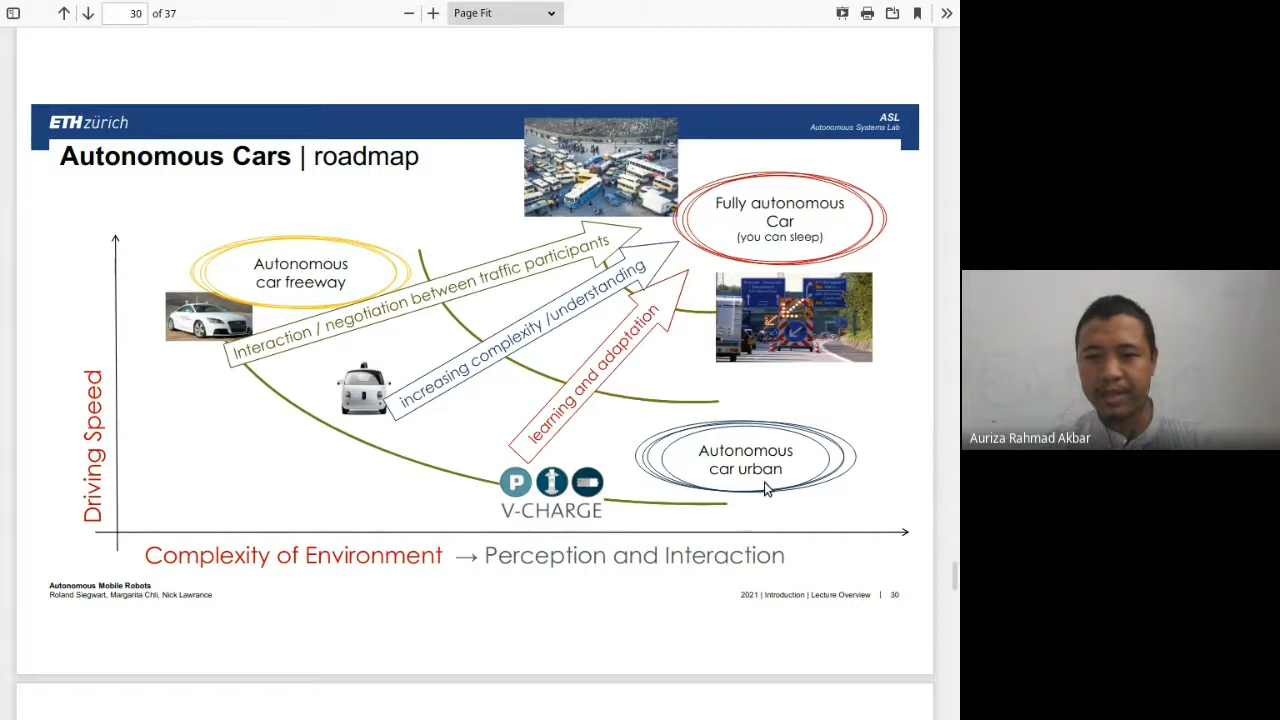 30 of 37
Page Fit
ETH zürich
ASL
Autonomous Systems Lab
Autonomous Cars | roadmap
Fully autonomous
Car
(you can sleep)
Autonomous
car freeway
Interaction / negotiation between traffic participants
increasing complexity /understanding
learning and adaptation
Driving Speed
Autonomous
car urban
P
V-CHARGE
Complexity of Environment → Perception and Interaction
Autonomous Mobile Robots
Roland Siegwart, Margarita Chli, Nick Lawrance
2021 | Introduction | Lecture Overview | 30
Auriza Rahmad Akbar